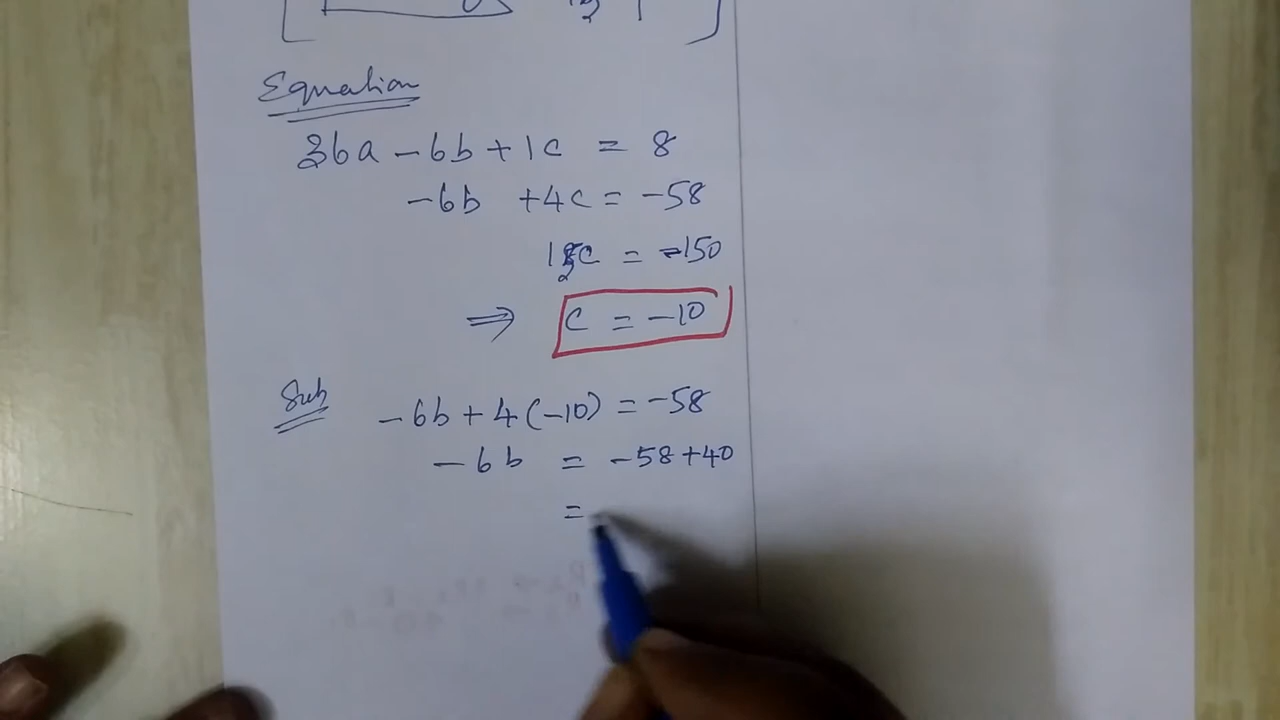 Equation
36a - 6b + 1c = 8
-6b + 4c = -58
15c = -150
⇒ c = -10
Sub -6b + 4(-10) = -58
-6b = -58 + 40
=